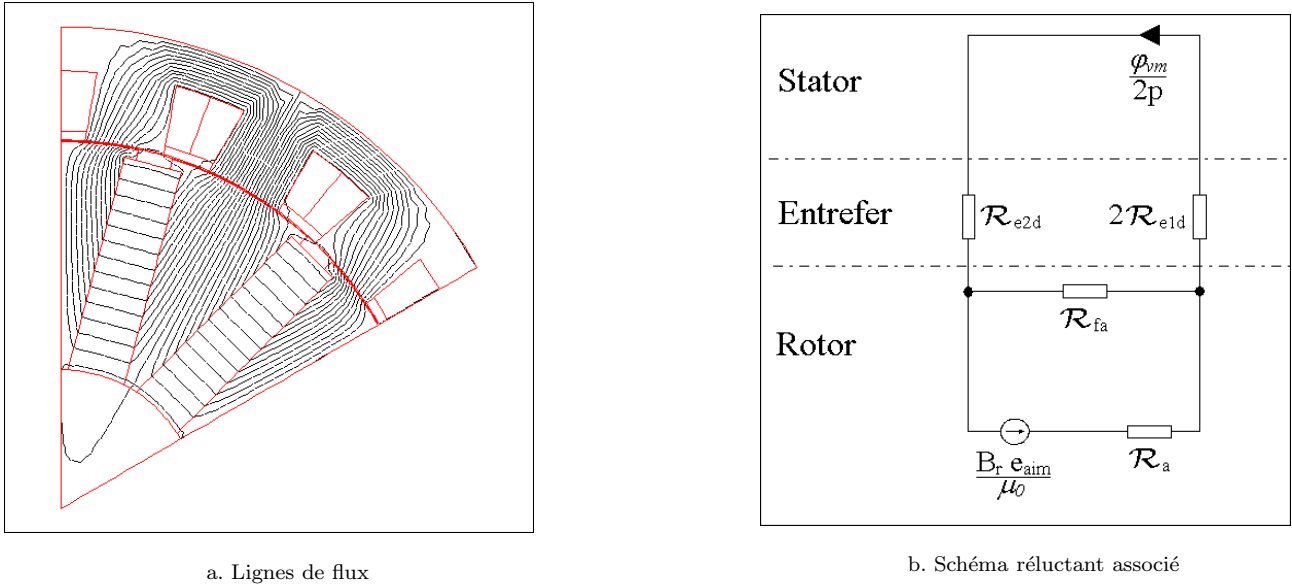 Stator
φvm
2p
Entrefer
Re2d
2Re1d
Rfa
Rotor
Br eaim
μ0
Ra
a. Lignes de flux
b. Schéma réluctant associé